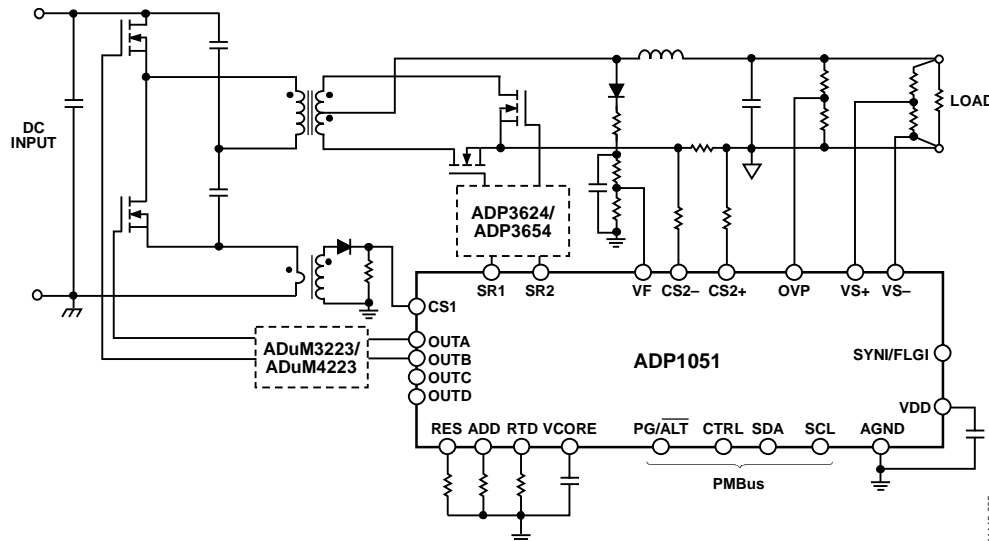 DC
INPUT
LOAD
ADP3624/
ADP3654
SR1
SR2
VF
CS2–
CS2+
OVP
VS+
VS–
CS1
ADuM3223/
ADuM4223
OUTA
OUTB
OUTC
OUTD
ADP1051
SYNI/FLGI
VDD
RES
ADD
RTD
VCORE
PG/ALT
CTRL
SDA
SCL
AGND
PMBus